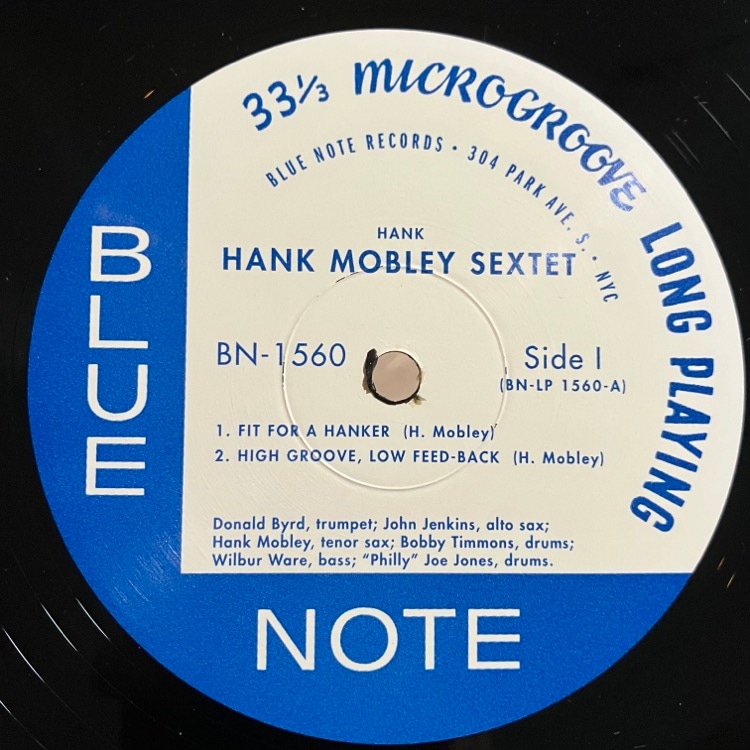 33⅓ MICROGROOVE LONG PLAYING
BLUE NOTE RECORDS • 304 PARK AVE. S. • NYC
HANK
HANK MOBLEY SEXTET
BN-1560
Side 1
(BN-LP 1560-A)
1. FIT FOR A HANKER (H. Mobley)
2. HIGH GROOVE, LOW FEED-BACK (H. Mobley)
Donald Byrd, trumpet; John Jenkins, alto sax;
Hank Mobley, tenor sax; Bobby Timmons, drums;
Wilbur Ware, bass; “Philly” Joe Jones, drums.
BLUE
NOTE